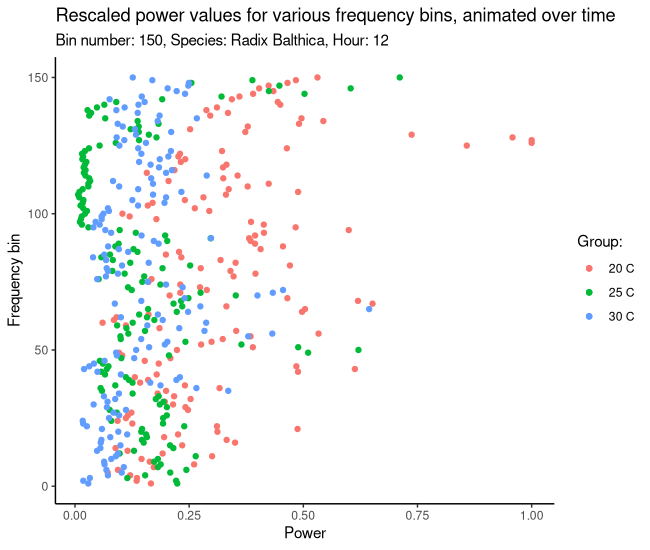 Rescaled power values for various frequency bins, animated over time
Bin number: 150, Species: Radix Balthica, Hour: 12
150
100
50
0
Frequency bin
0.00 0.25 0.50 0.75 1.00
Power
Group:
20 C
25 C
30 C